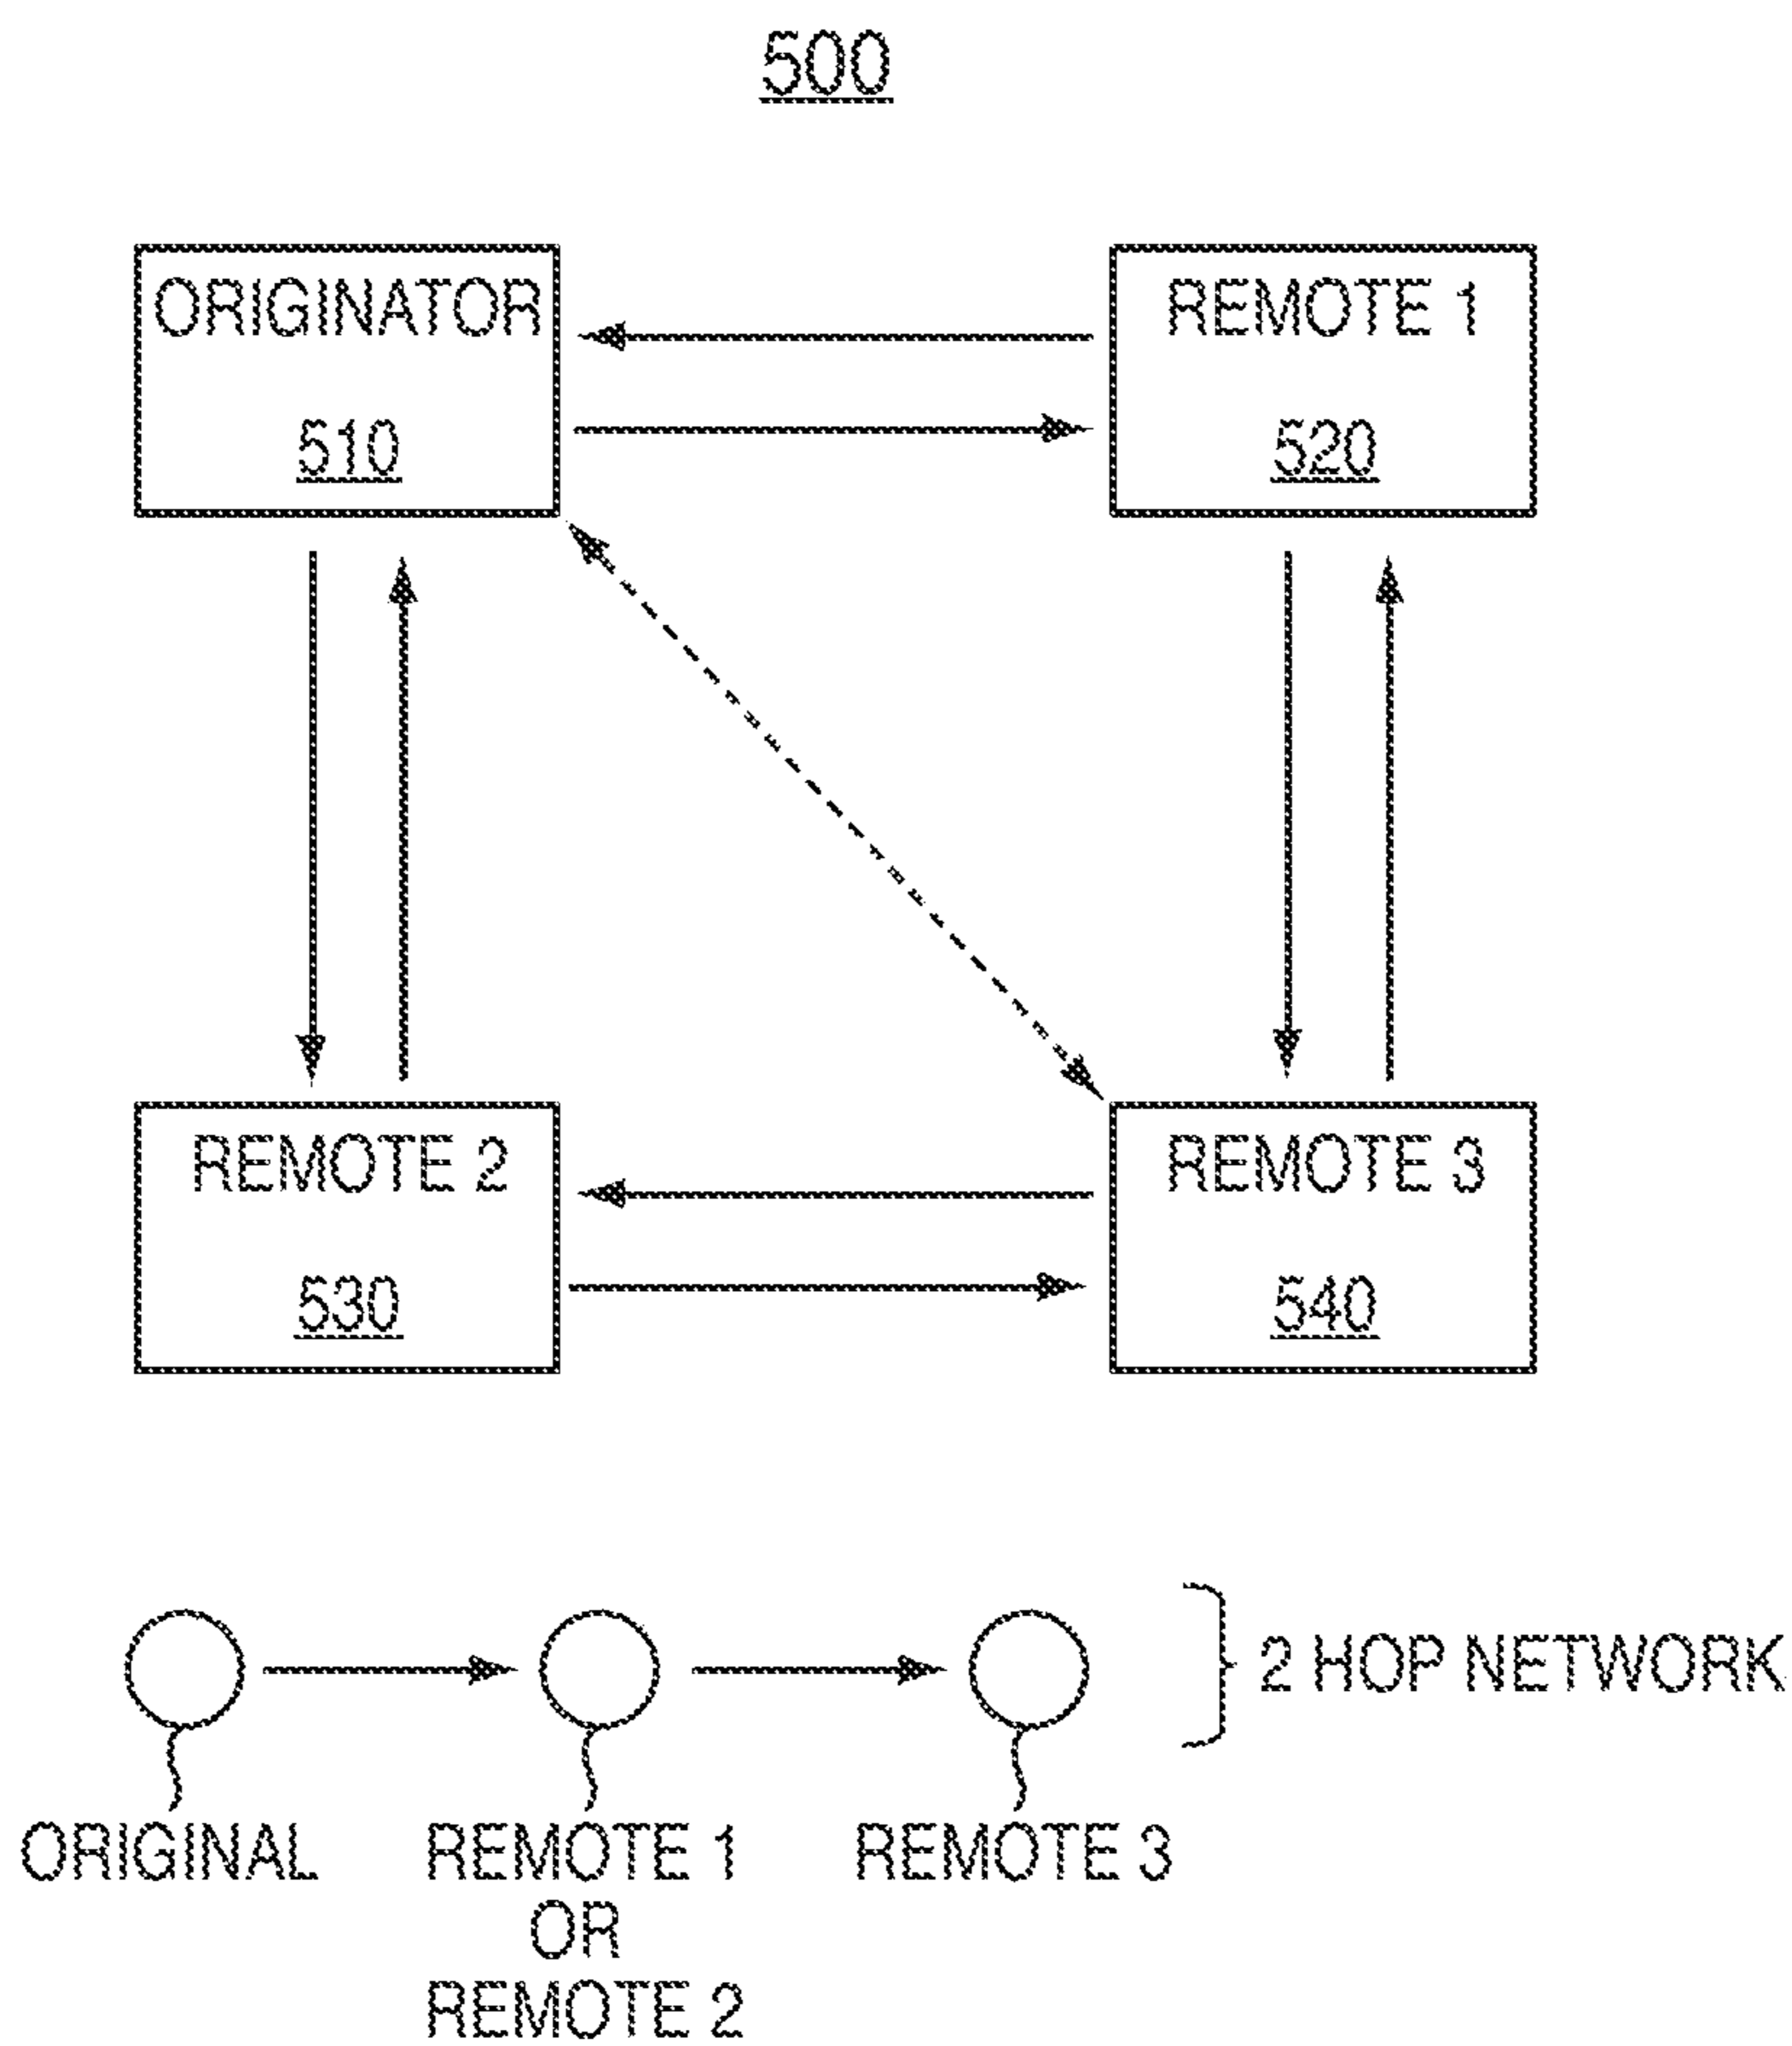 500
ORIGINATOR
510
REMOTE 1
520
REMOTE 2
530
REMOTE 3
540
2 HOP NETWORK
ORIGINAL
REMOTE 1
OR
REMOTE 2
REMOTE 3